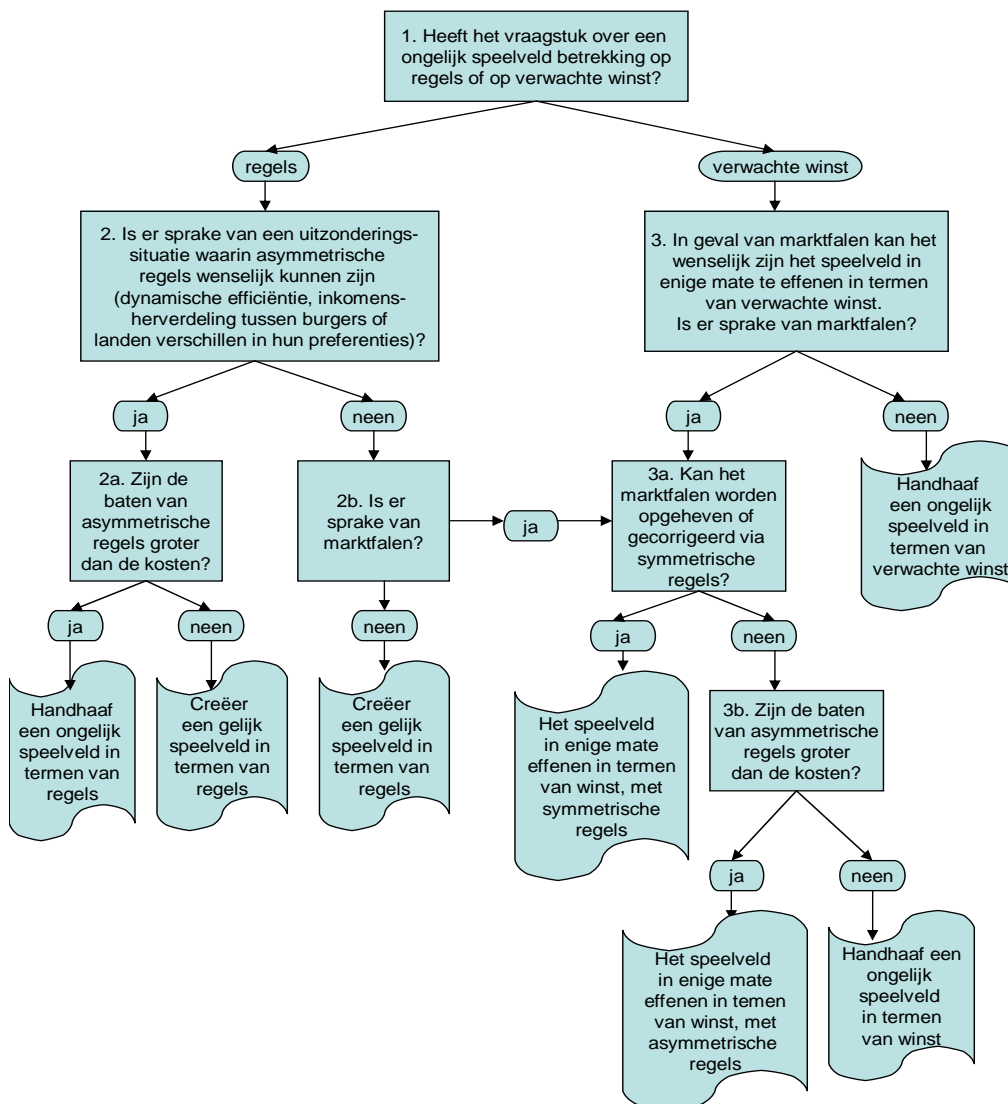 1. Heeft het vraagstuk over een
ongelijk speelveld betrekking op
regels of op verwachte winst?
regels
verwachte winst
2. Is er sprake van een uitzonderings-
situatie waarin asymmetrische
regels wenselijk kunnen zijn
(dynamische efficiëntie, inkomens-
herverdeling tussen burgers of
landen verschillen in hun preferenties)?
3. In geval van marktfalen kan het
wenselijk zijn het speelveld in
enige mate te effenen in termen
van verwachte winst.
Is er sprake van marktfalen?
ja
neen
ja
neen
2a. Zijn de
baten van
asymmetrische
regels groter
dan de kosten?
2b. Is er
sprake van
marktfalen?
ja
3a. Kan het
marktfalen worden
opgeheven of
gecorrigeerd via
symmetrische
regels?
Handhaaf
een ongelijk
speelveld in
termen van
verwachte winst
ja
neen
neen
ja
neen
Handhaaf
een ongelijk
speelveld in
termen van
regels
Creëer
een gelijk
speelveld in
termen van
regels
Creëer
een gelijk
speelveld in
termen van
regels
Het speelveld
in enige mate
effenen in termen
van winst, met
symmetrische
regels
3b. Zijn de baten
van asymmetrische
regels groter
dan de kosten?
ja
neen
Het speelveld
in enige mate
effenen in temen
van winst, met
asymmetrische
regels
Handhaaf een
ongelijk
speelveld
in termen
van winst